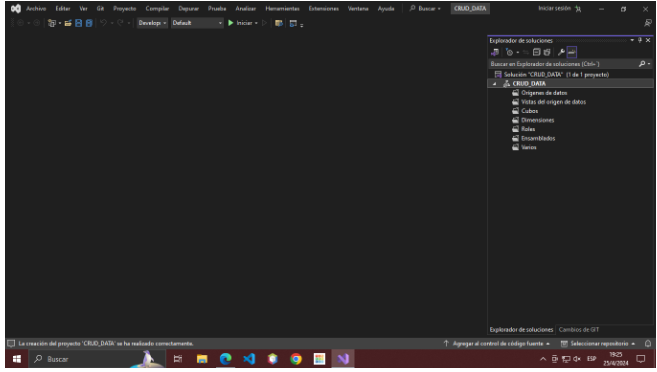 Archivo Editar Ver Git Proyecto Compilar Depurar Prueba Analizar Herramientas Extensiones Ventana Ayuda Buscar CRUD_DATA Iniciar sesión
Develop Default Iniciar
Explorador de soluciones
Buscar en Explorador de soluciones (Ctrl+)
Solución "CRUD_DATA" (1 de 1 proyecto)
CRUD_DATA
Orígenes de datos
Vistas del origen de datos
Cubos
Dimensiones
Roles
Ensamblados
Varios
Explorador de soluciones Cambios de GIT
La creación del proyecto 'CRUD_DATA' se ha realizado correctamente. Agregar al control de código fuente Seleccionar repositorio
Buscar ESP 19:25
25/4/2024